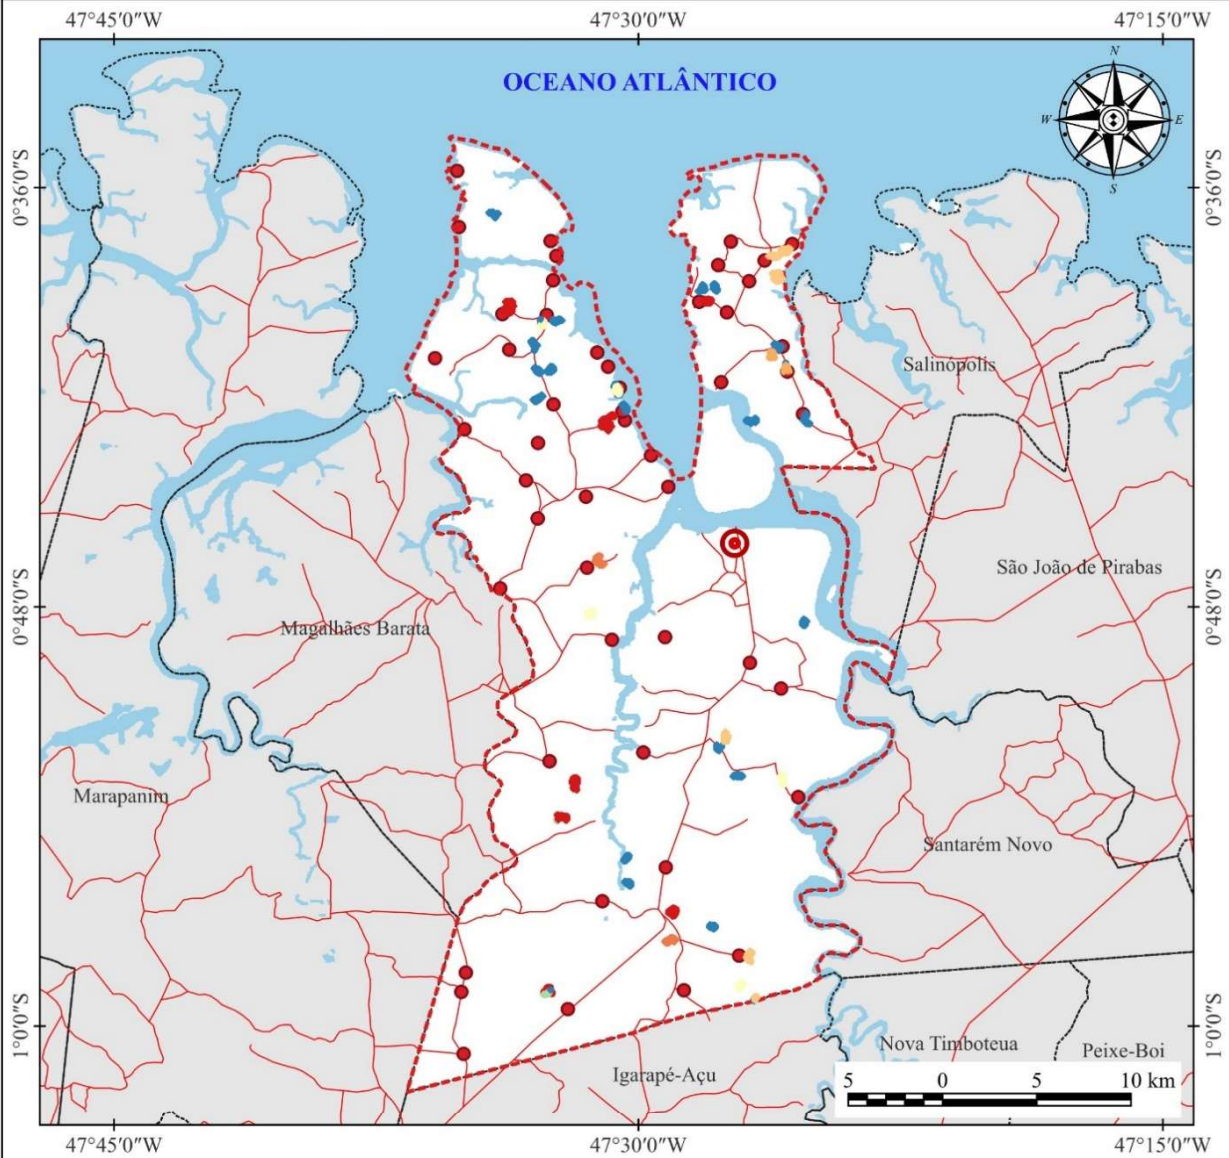 47°45'0"W 47°30'0"W 47°15'0"W
OCEANO ATLÂNTICO
N
W E
S
0°36'0"S 0°36'0"S
Salinópolis
São João de Pirabas
0°48'0"S 0°48'0"S
Magalhães Barata
Marapanim
Santarém Novo
1°0'0"S 1°0'0"S
Nova Timboteua
Peixe-Boi
Igarapé-Açu
5 0 5 10 km
47°45'0"W 47°30'0"W 47°15'0"W